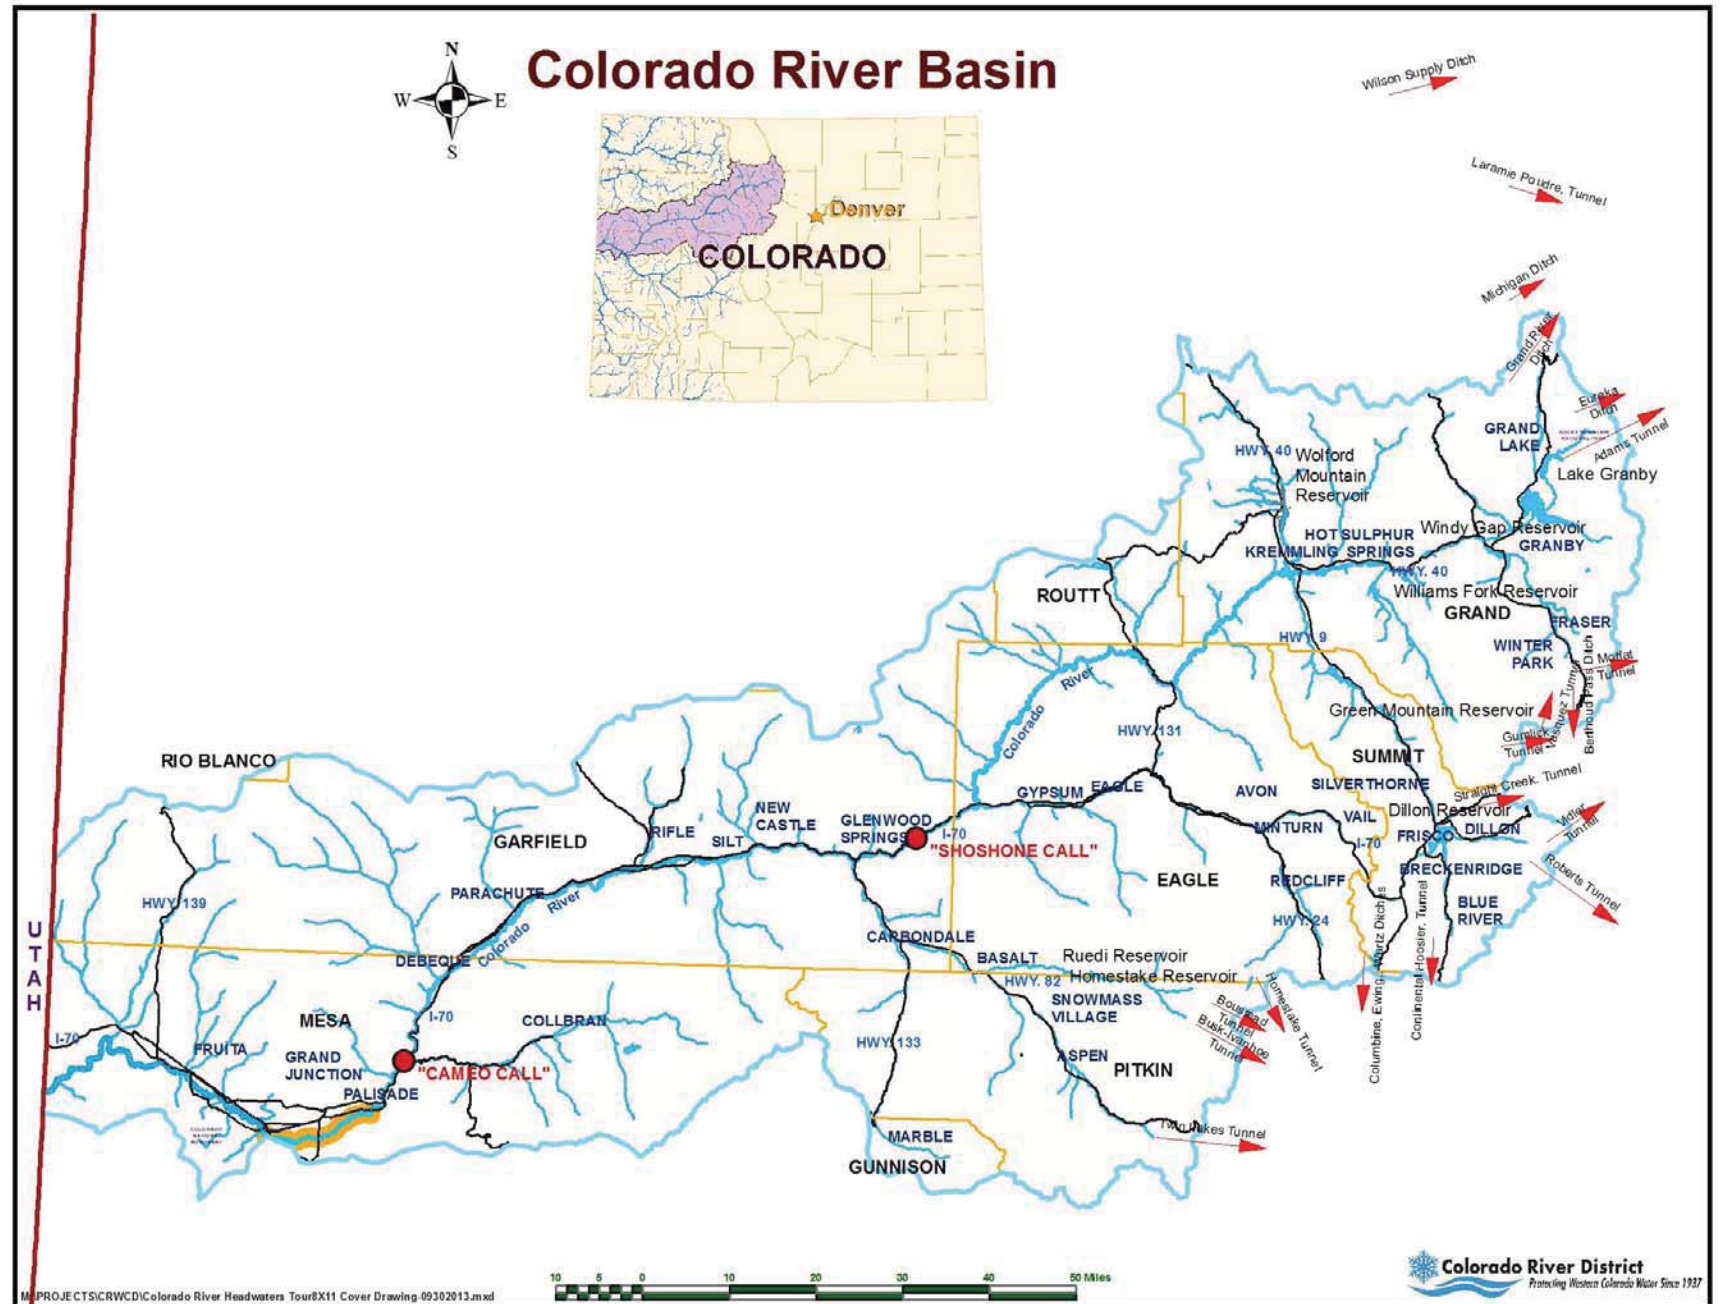 Colorado River Basin
N
W
E
S
Denver
COLORADO
Wilson Supply Ditch
Laramie Poudre, Tunnel
Michigan Ditch
Grand River
Ditch
Eureka
Ditch
Adams Tunnel
GRAND
LAKE
Lake Granby
HWY. 40
Wolford
Mountain
Reservoir
HOT SULPHUR
SPRINGS
Windy Gap Reservoir
GRANBY
KREMMLING
HWY. 40
Williams Fork Reservoir
ROUTT
GRAND
FRASER
WINTER
PARK
HWY 9
Moffat
Tunnel
Berthoud Pass Ditch
Vasquez Tunnel
Gumlick
Tunnel
River
Colorado
Green Mountain Reservoir
HWY. 131
SUMMIT
RIO BLANCO
GYPSUM
EAGLE
AVON
SILVERTHORNE
Straight Creek, Tunnel
Dillon Reservoir
Vidler
Tunnel
NEW
CASTLE
GLENWOOD
SPRINGS
I-70
"SHOSHONE CALL"
MINTURN
VAIL
I-70
FRISCO
DILLON
GARFIELD
RIFLE
SILT
BRECKENRIDGE
Roberts Tunnel
EAGLE
REDCLIFF
BLUE
RIVER
PARACHUTE
River
Colorado
HWY. 139
HWY. 24
CARBONDALE
Continental Hoosier, Tunnel
Columbine, Ewing, Wurtz Ditches
UTAH
DEBEQUE
BASALT
Ruedi Reservoir
HWY. 82
Homestake Reservoir
SNOWMASS
VILLAGE
Homestake Tunnel
Boustead
Tunnel
Busk-Ivanhoe
Tunnel
MESA
I-70
COLLBRAN
I-70
FRUITA
GRAND
JUNCTION
HWY. 133
ASPEN
PITKIN
"CAMEO CALL"
PALISADE
Twin Lakes Tunnel
MARBLE
GUNNISON
10 5 0 10 20 30 40 50 Miles
Colorado River District
Protecting Western Colorado Water Since 1937
M:\PROJECTS\CRWCD\Colorado River Headwaters Tour8X11 Cover Drawing-09302013.mxd